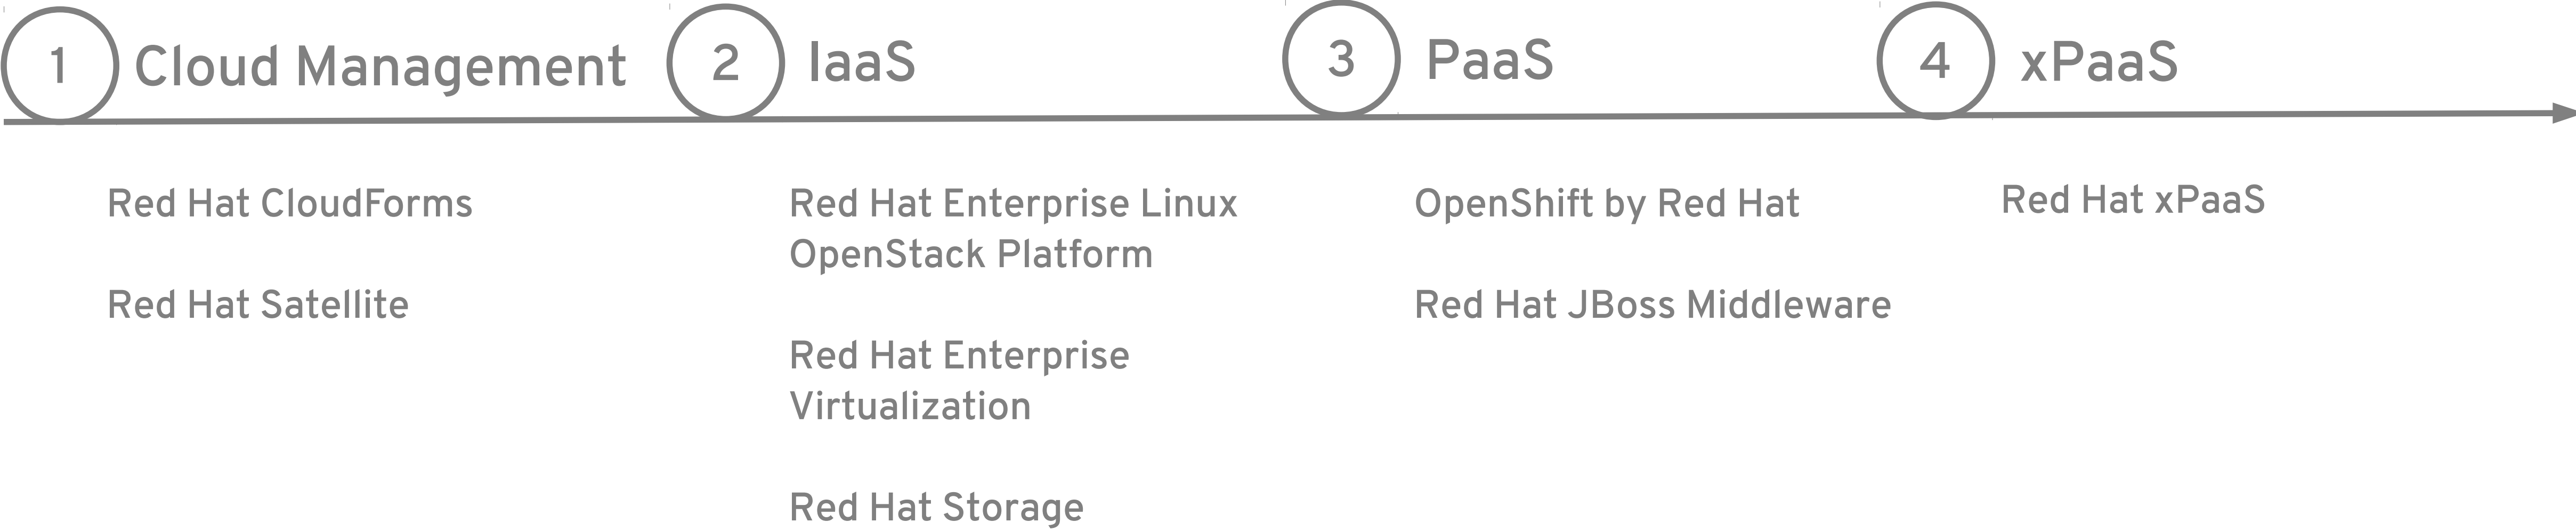 1 Cloud Management
2 IaaS
3 PaaS
4 xPaaS
Red Hat CloudForms
Red Hat Satellite
Red Hat Enterprise Linux
OpenStack Platform
Red Hat Enterprise
Virtualization
Red Hat Storage
OpenShift by Red Hat
Red Hat JBoss Middleware
Red Hat xPaaS